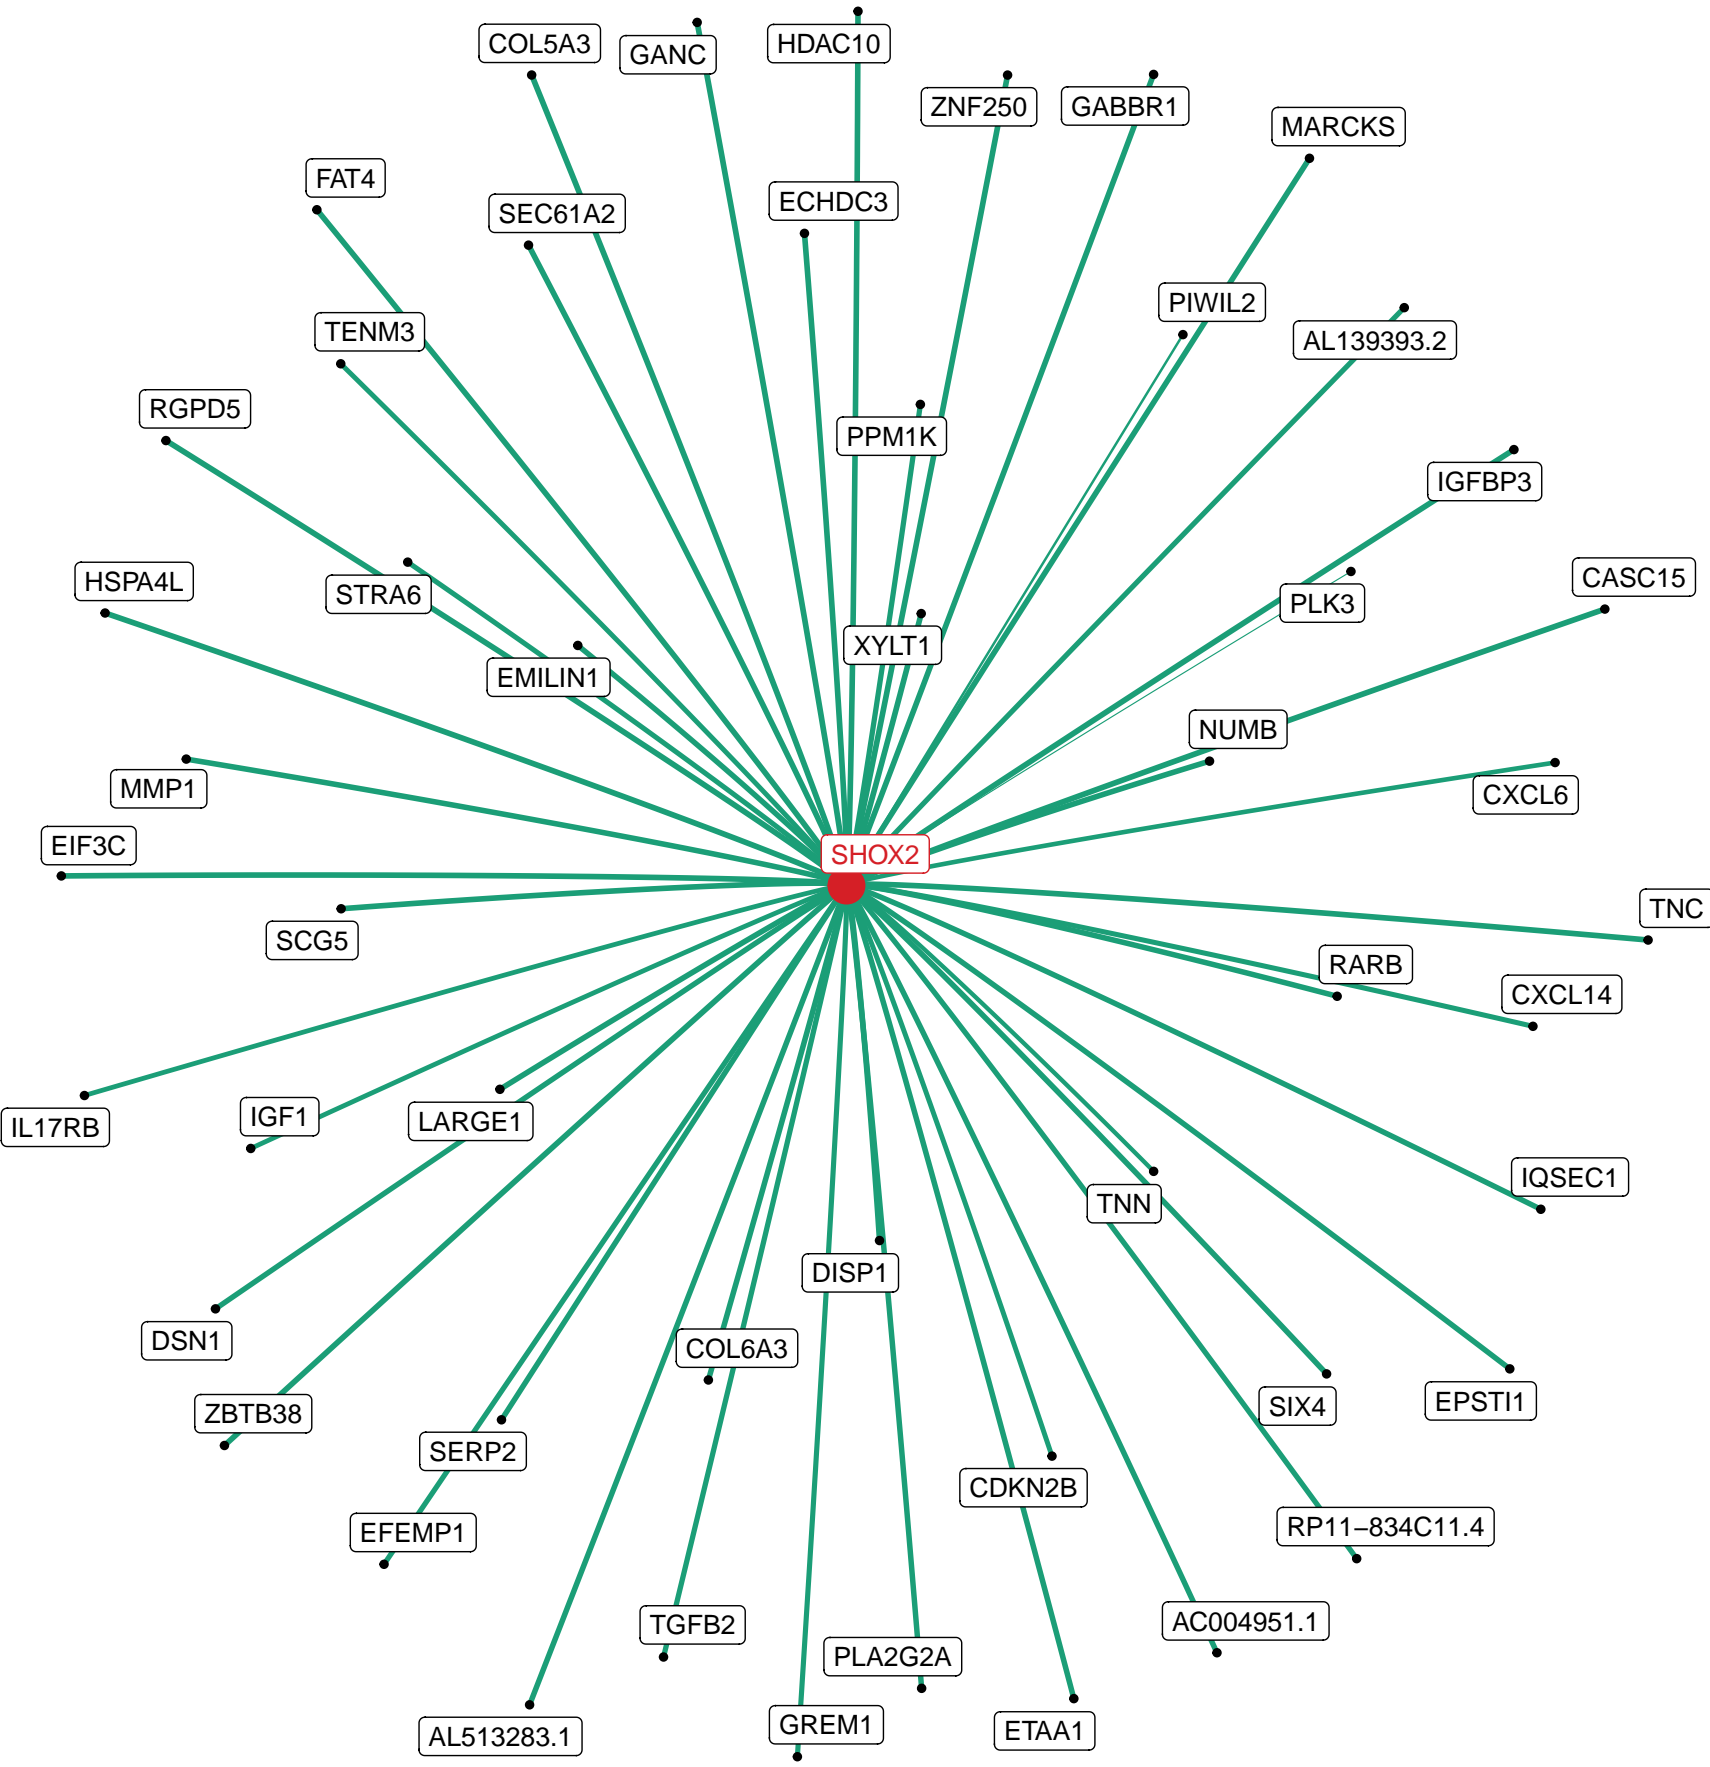 COL5A3
GANC
HDAC10
ZNF250
GABBR1
MARCKS
FAT4
SEC61A2
ECHDC3
PIWIL2
TENM3
AL139393.2
RGPD5
PPM1K
IGFBP3
HSPA4L
STRA6
PLK3
CASC15
XYLT1
EMILIN1
NUMB
MMP1
CXCL6
EIF3C
SHOX2
SCG5
TNC
RARB
CXCL14
IL17RB
IGF1
LARGE1
IQSEC1
TNN
DISP1
DSN1
COL6A3
ZBTB38
SIX4
EPSTI1
SERP2
CDKN2B
EFEMP1
RP11−834C11.4
TGFB2
AC004951.1
PLA2G2A
AL513283.1
GREM1
ETAA1